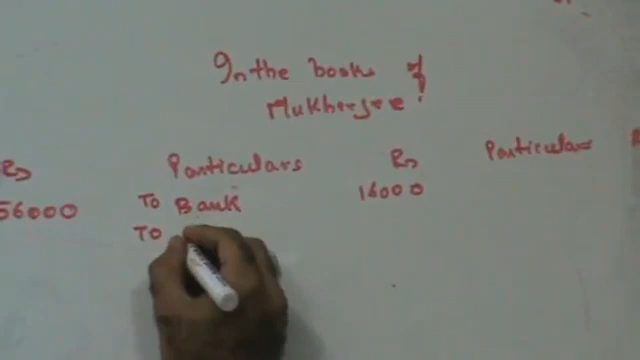 In the books of
Mukherjee
Rs Particulars Rs Particulars
56000 To Bank 16000
To